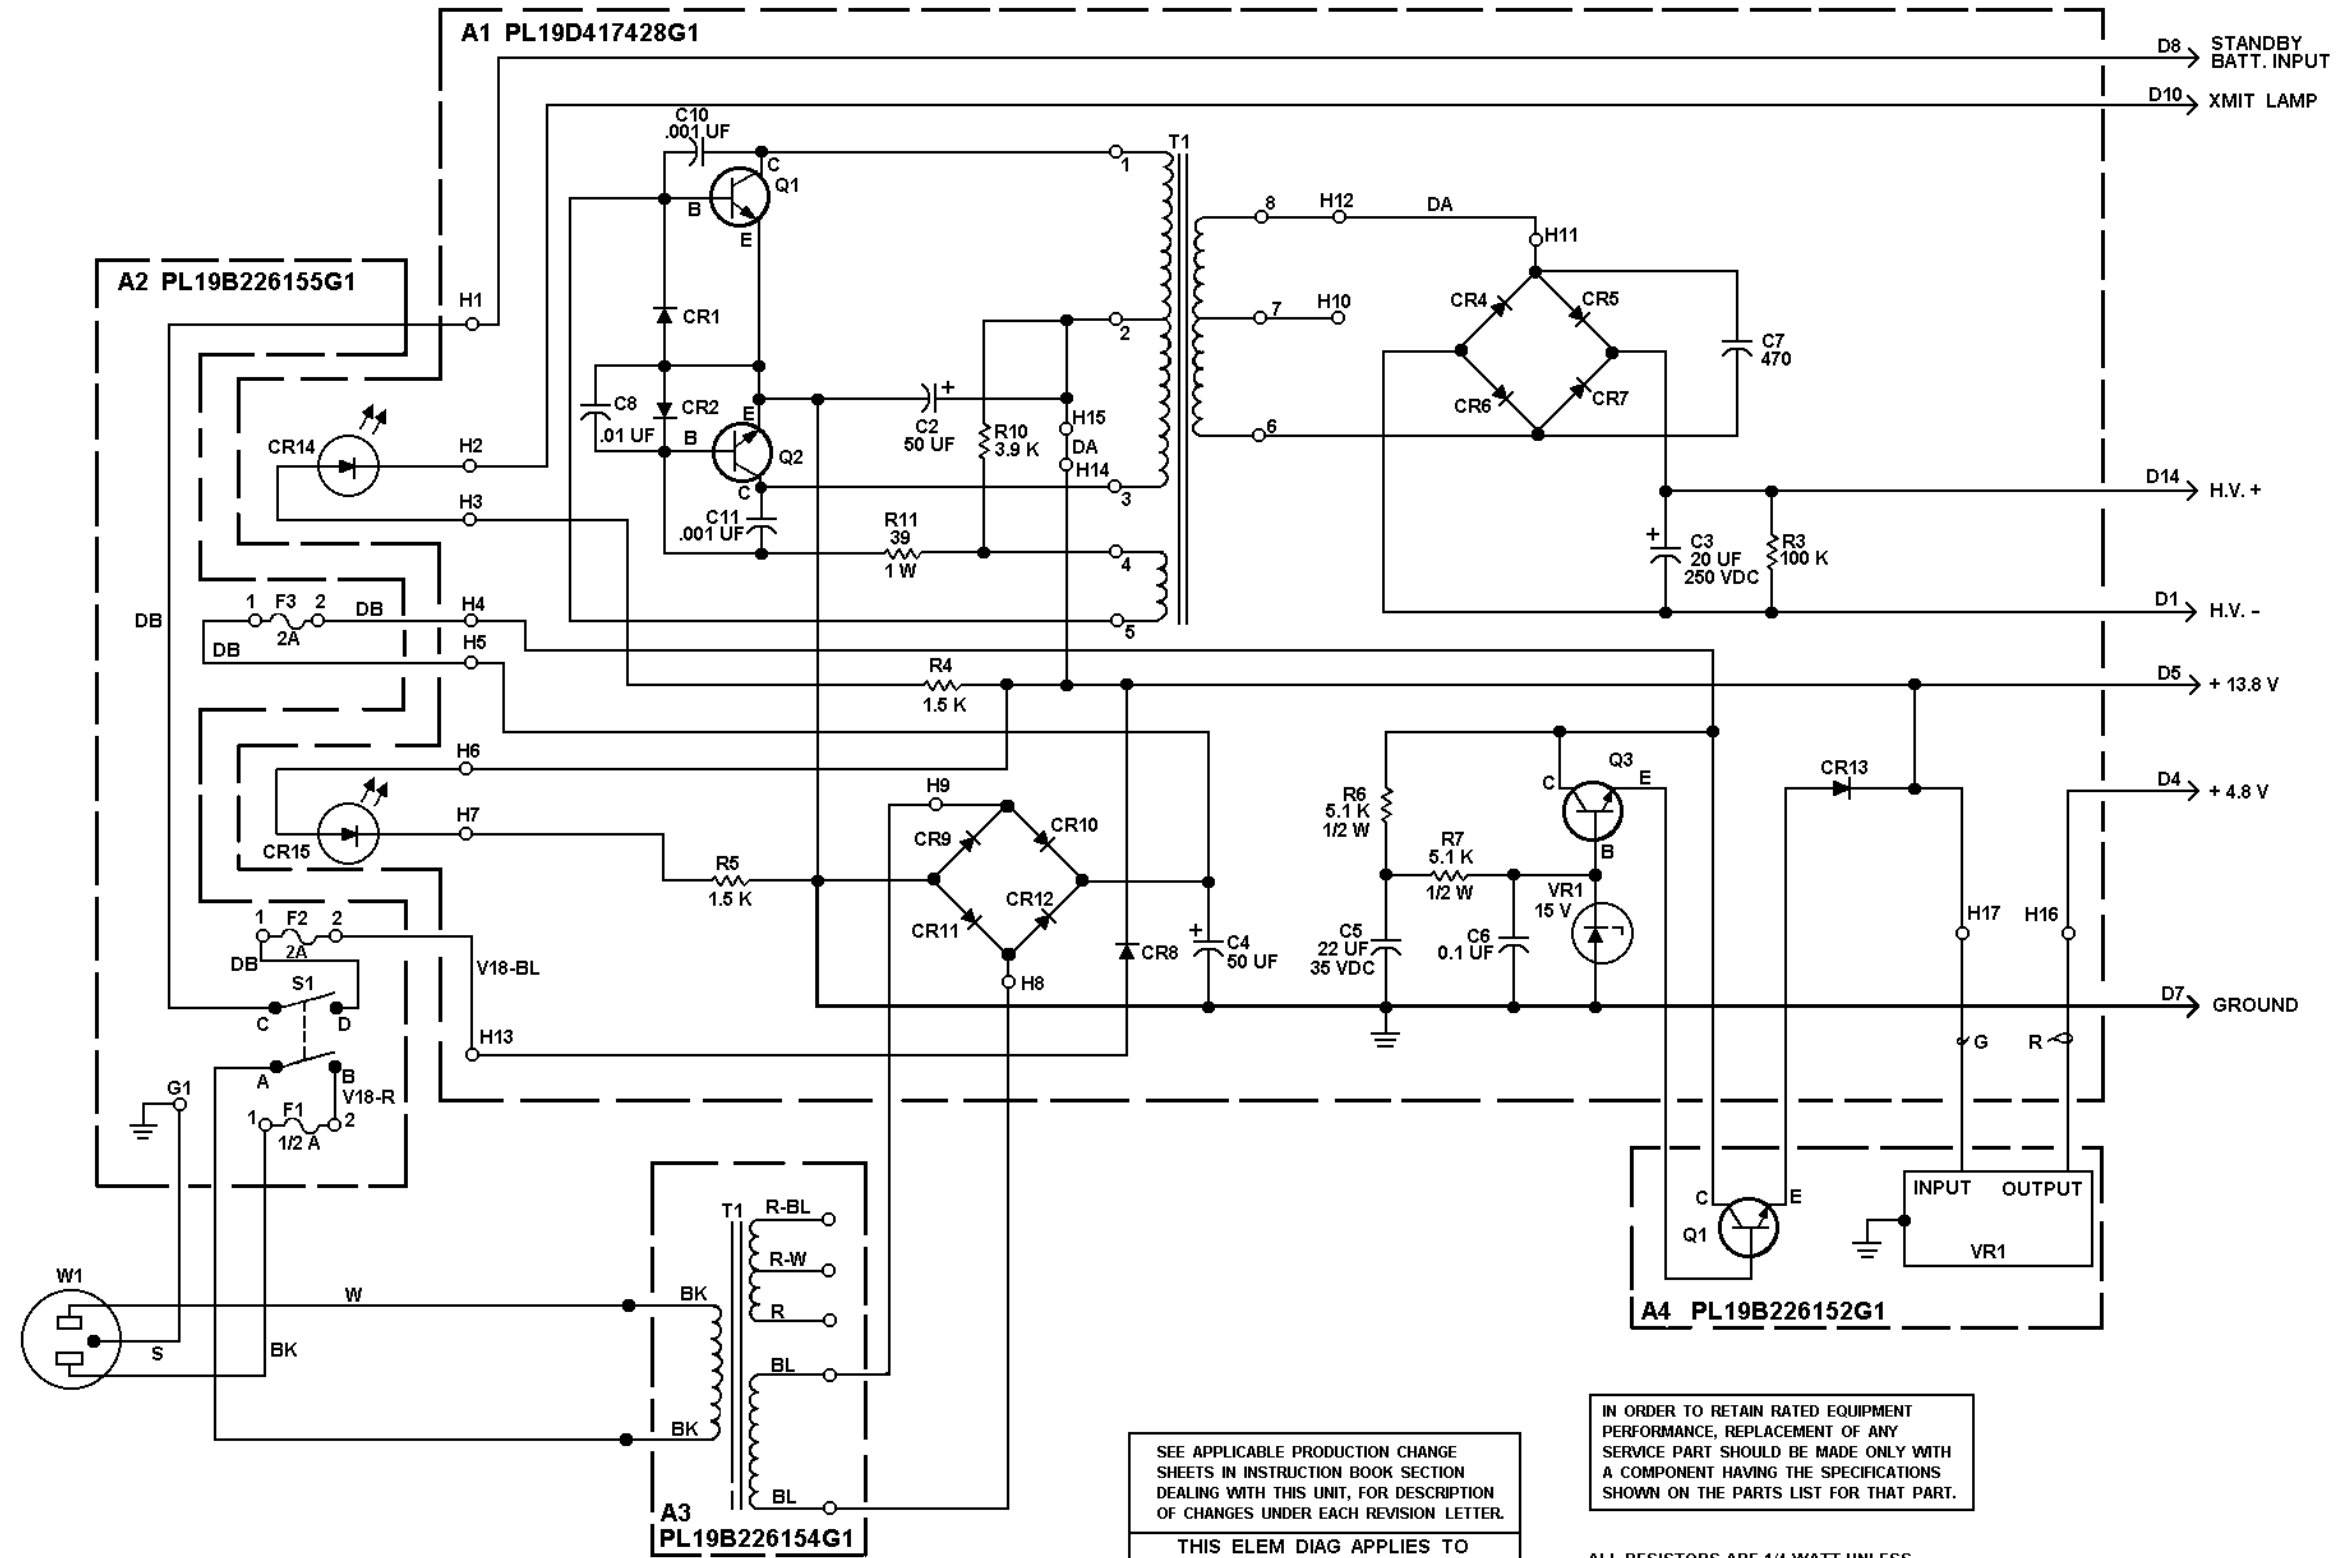 A1 PL19D417428G1
D8
STANDBY
BATT. INPUT
D10
XMIT LAMP
C10
.001 UF
T1
1
C
Q1
B
E
8
H12
DA
H11
A2 PL19B226155G1
H1
CR1
2
7
H10
CR4
CR5
C7
470
C8
.01 UF
CR2
E
B
Q2
C
C2
50 UF
+
R10
3.9 K
H15
DA
H14
CR6
CR7
6
CR14
H2
H3
3
D14
H.V. +
C11
.001 UF
R11
39
1 W
4
+
C3
20 UF
250 VDC
R3
100 K
1
F3
2
2A
DB
H4
DB
DB
H5
5
D1
H.V. -
R4
1.5 K
D5
+ 13.8 V
H6
Q3
C
E
B
CR13
D4
+ 4.8 V
H9
CR15
H7
R5
1.5 K
CR9
CR10
CR11
CR12
R6
5.1 K
1/2 W
R7
5.1 K
1/2 W
VR1
15 V
H17
H16
1
F2
2
2A
DB
V18-BL
S1
C
D
H8
CR8
+
C4
50 UF
C5
22 UF
35 VDC
C6
0.1 UF
D7
GROUND
H13
G
R
A
B
V18-R
G1
1
F1
2
1/2 A
C
E
Q1
INPUT OUTPUT
VR1
A4 PL19B226152G1
T1
R-BL
R-W
R
BL
BL
W1
W
BK
S
BK
BK
A3
PL19B226154G1
SEE APPLICABLE PRODUCTION CHANGE
SHEETS IN INSTRUCTION BOOK SECTION
DEALING WITH THIS UNIT, FOR DESCRIPTION
OF CHANGES UNDER EACH REVISION LETTER.
THIS ELEM DIAG APPLIES TO
IN ORDER TO RETAIN RATED EQUIPMENT
PERFORMANCE, REPLACEMENT OF ANY
SERVICE PART SHOULD BE MADE ONLY WITH
A COMPONENT HAVING THE SPECIFICATIONS
SHOWN ON THE PARTS LIST FOR THAT PART.
ALL RESISTORS ARE 1/4 WATT UNLESS